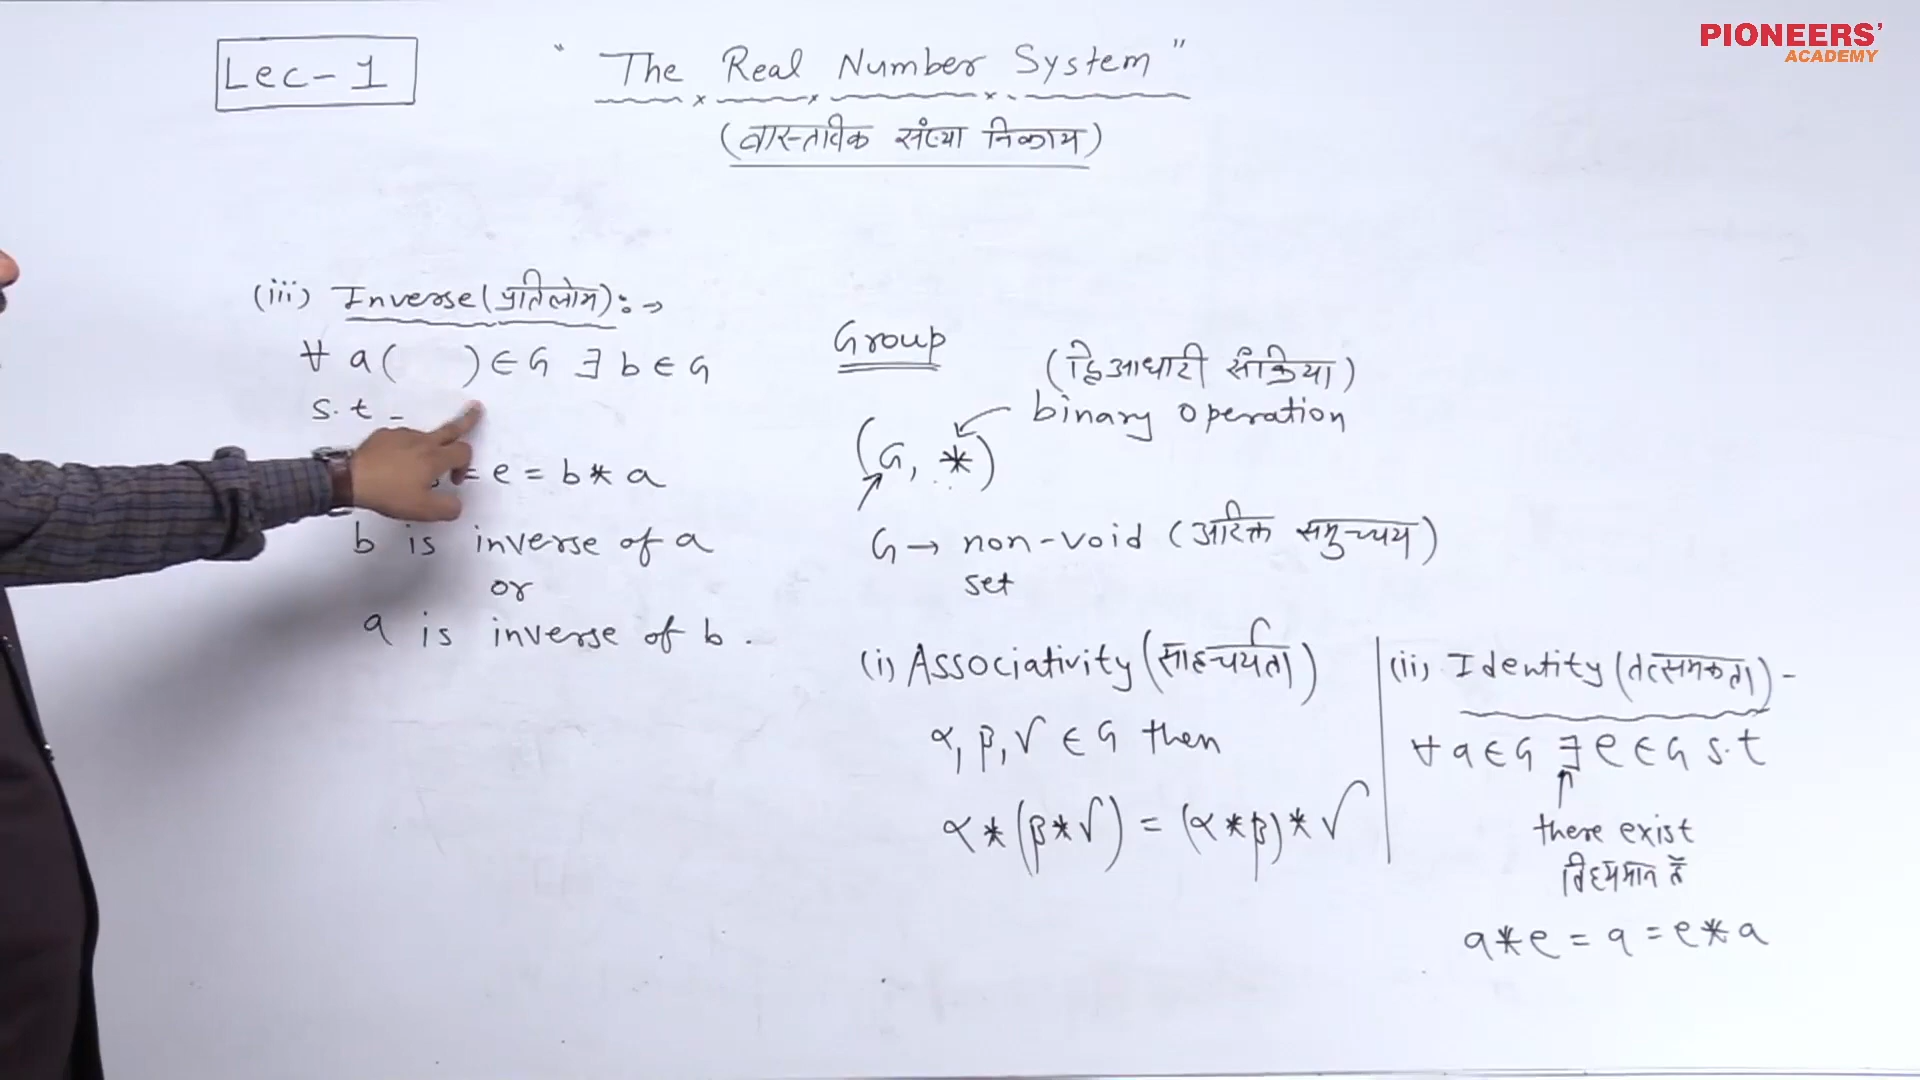 PIONEERS'
ACADEMY
Lec-1
"The Real Number System"
(वास्तविक संख्या निकाय)
(iii) Inverse (प्रतिलोम) :→
∀ a( ) ∈ G ∃ b ∈ G
s.t -
= e = b * a
b is inverse of a
or
a is inverse of b.
Group
(द्विआधारी संक्रिया)
binary operation
(G, *)
G → non-void (अरिक्त समुच्चय)
set
(i) Associativity (साहचर्यता)
α, β, γ ∈ G then
α * (β * γ) = (α * β) * γ
(ii) Identity (तत्समकता) -
∀ a ∈ G ∃ e ∈ G s.t
there exist
विद्यमान है
a * e = a = e * a